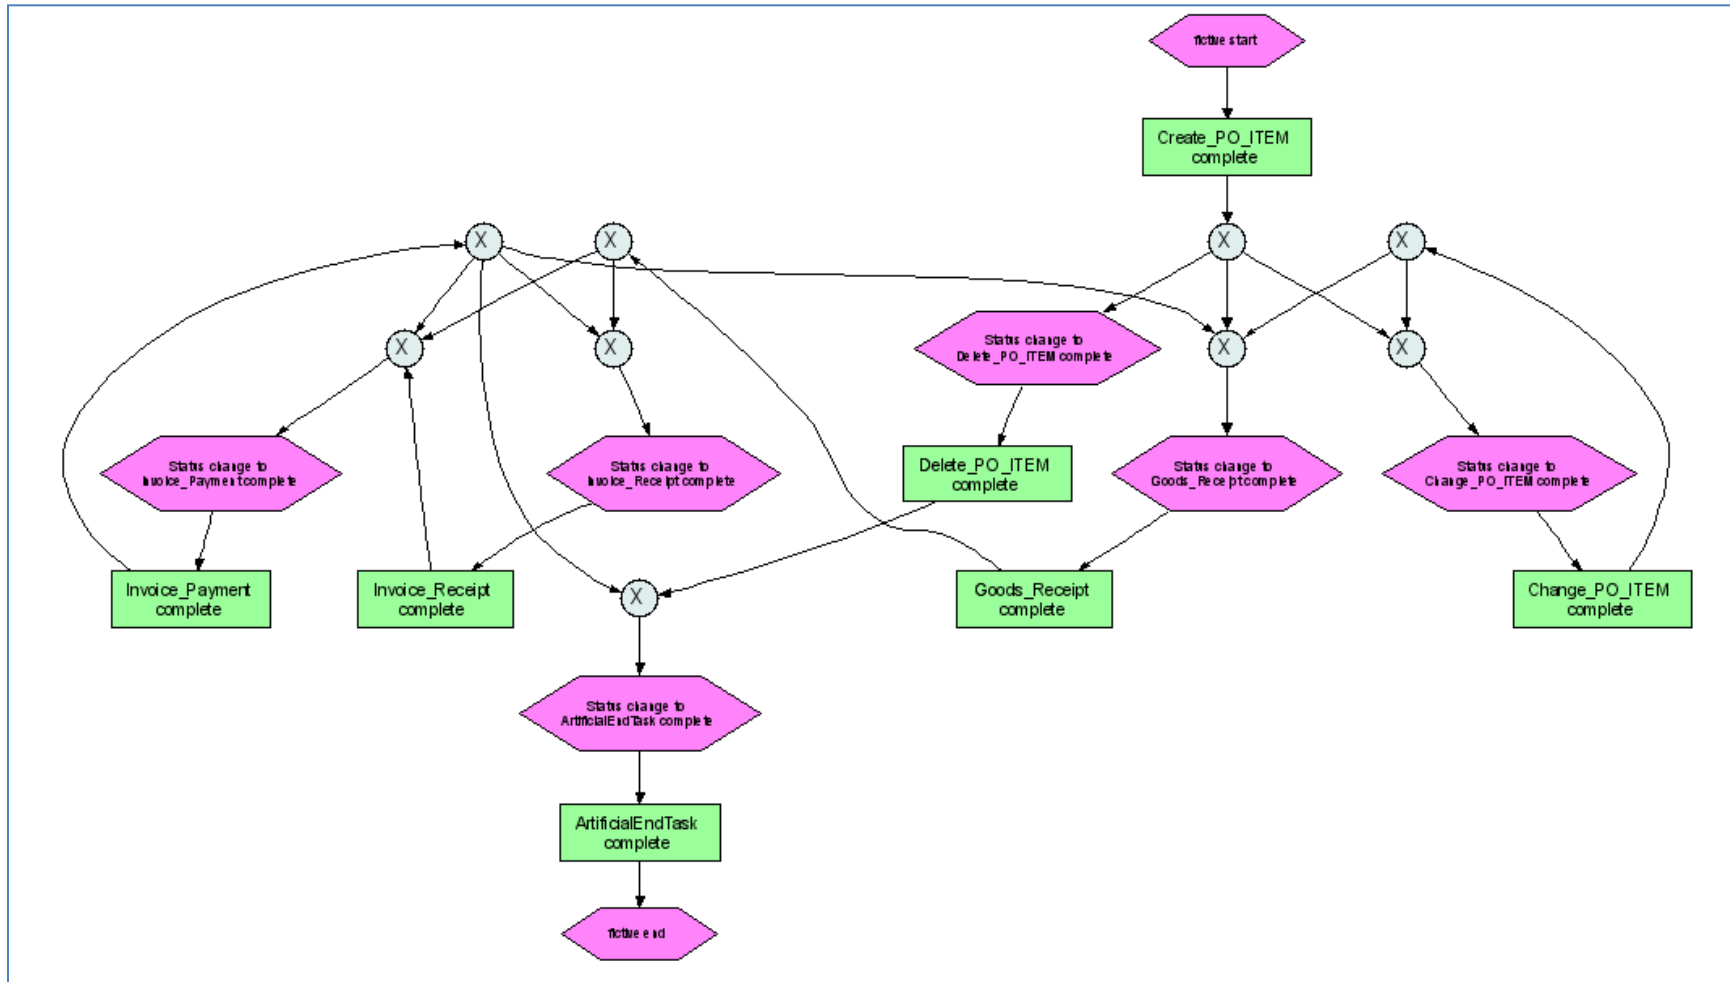 fictive start
Create_PO_ITEM
complete
X
X
X
X
X
X
X
X
Status change to
Delete_PO_ITEM complete
Status change to
Invoice_Payment complete
Status change to
Invoice_Receipt complete
Delete_PO_ITEM
complete
Status change to
Goods_Receipt complete
Status change to
Change_PO_ITEM complete
Invoice_Payment
complete
Invoice_Receipt
complete
X
Goods_Receipt
complete
Change_PO_ITEM
complete
Status change to
ArtificialEndTask complete
ArtificialEndTask
complete
fictive end